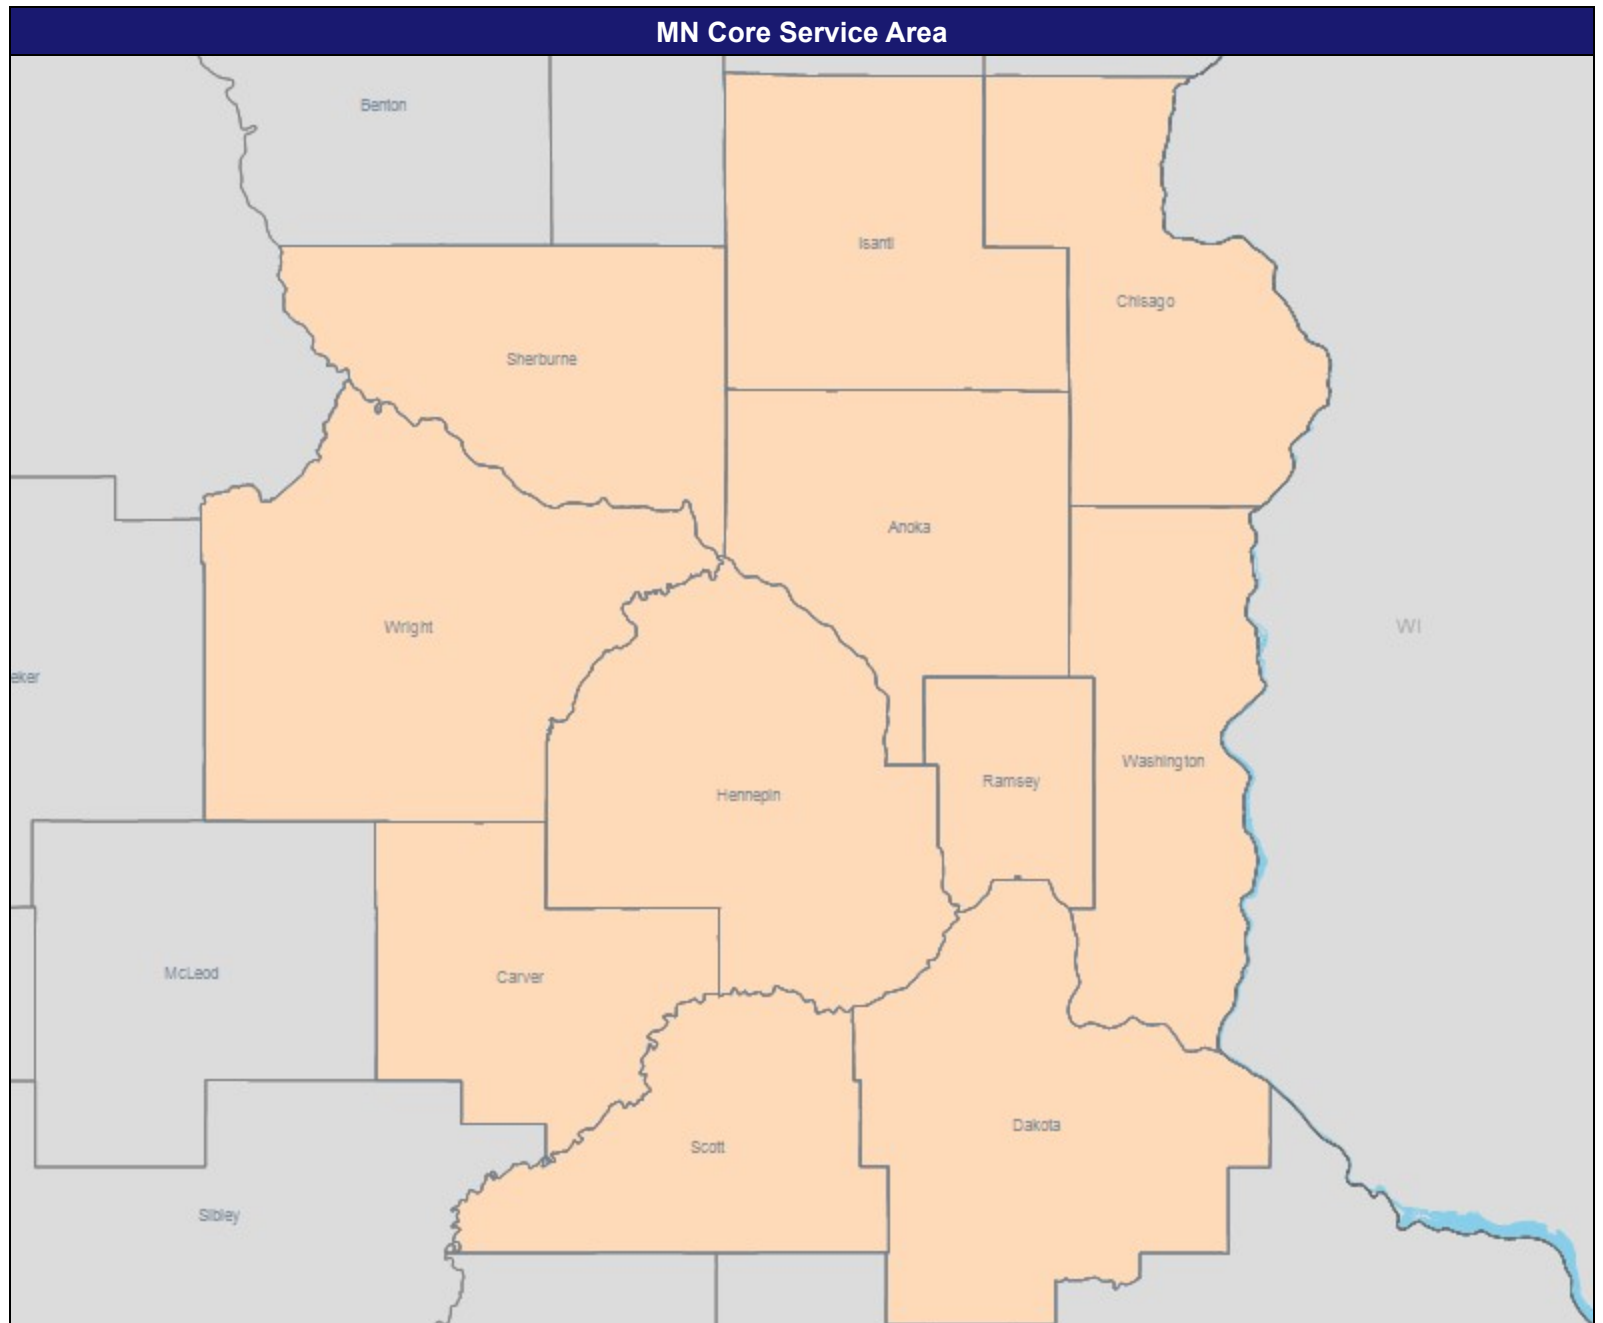 MN Core Service Area
Benton
Isanti
Chisago
Sherburne
Anoka
Wright
WI
eker
Washington
Ramsey
Hennepin
McLeod
Carver
Dakota
Scott
Sibley